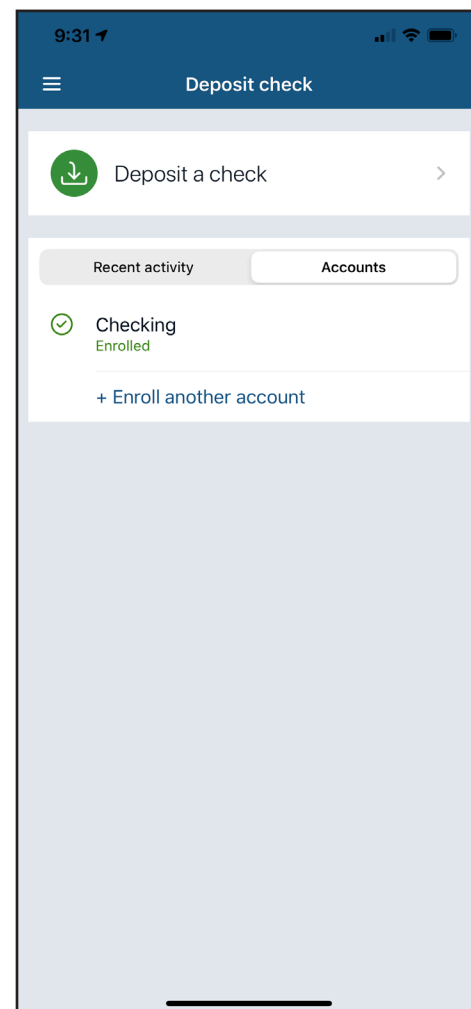 9:31
Deposit check
Deposit a check
Recent activity
Accounts
Checking
Enrolled
+ Enroll another account